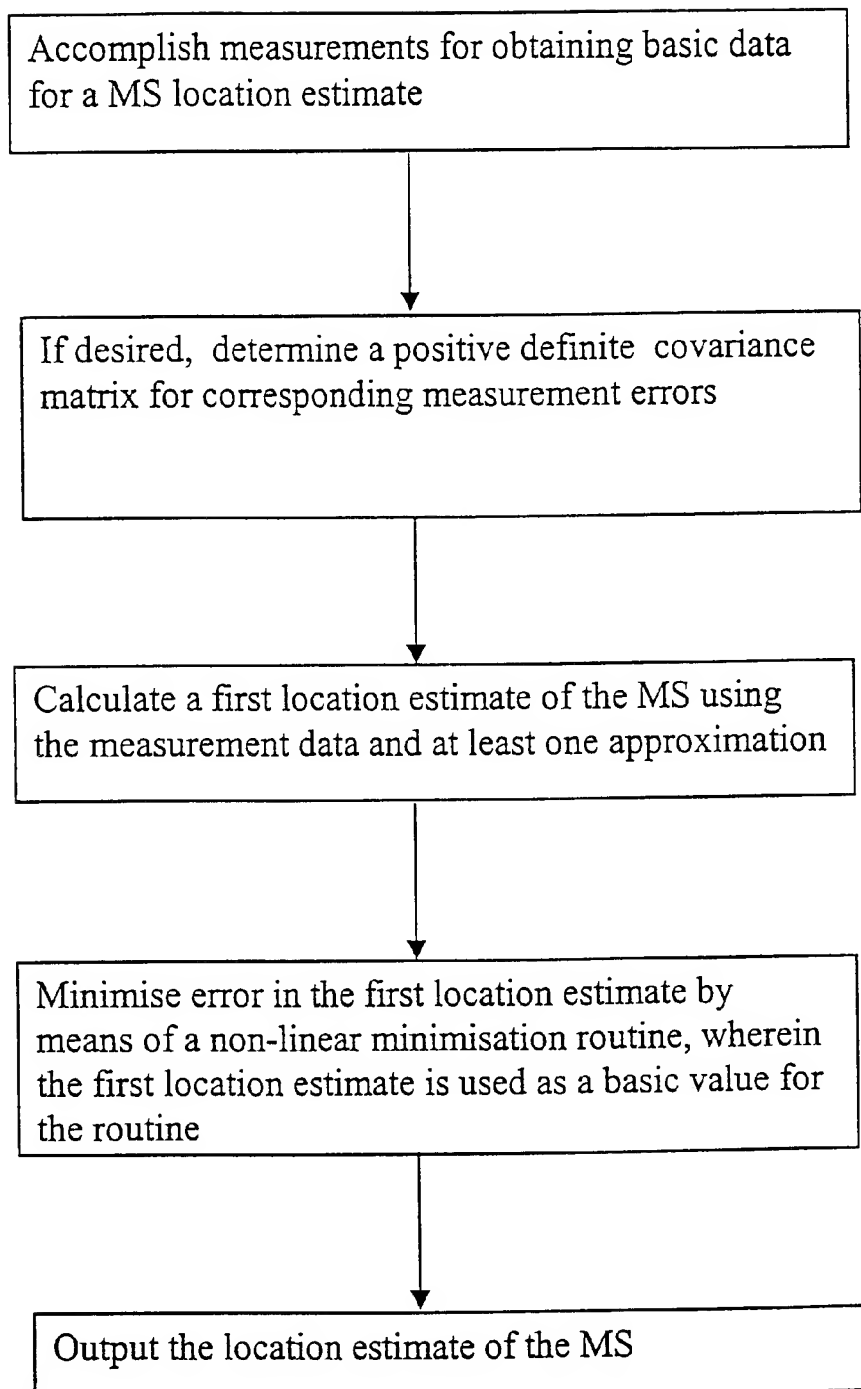 Accomplish measurements for obtaining basic data
for a MS location estimate
If desired, determine a positive definite covariance
matrix for corresponding measurement errors
Calculate a first location estimate of the MS using
the measurement data and at least one approximation
Minimise error in the first location estimate by
means of a non-linear minimisation routine, wherein
the first location estimate is used as a basic value for
the routine
Output the location estimate of the MS